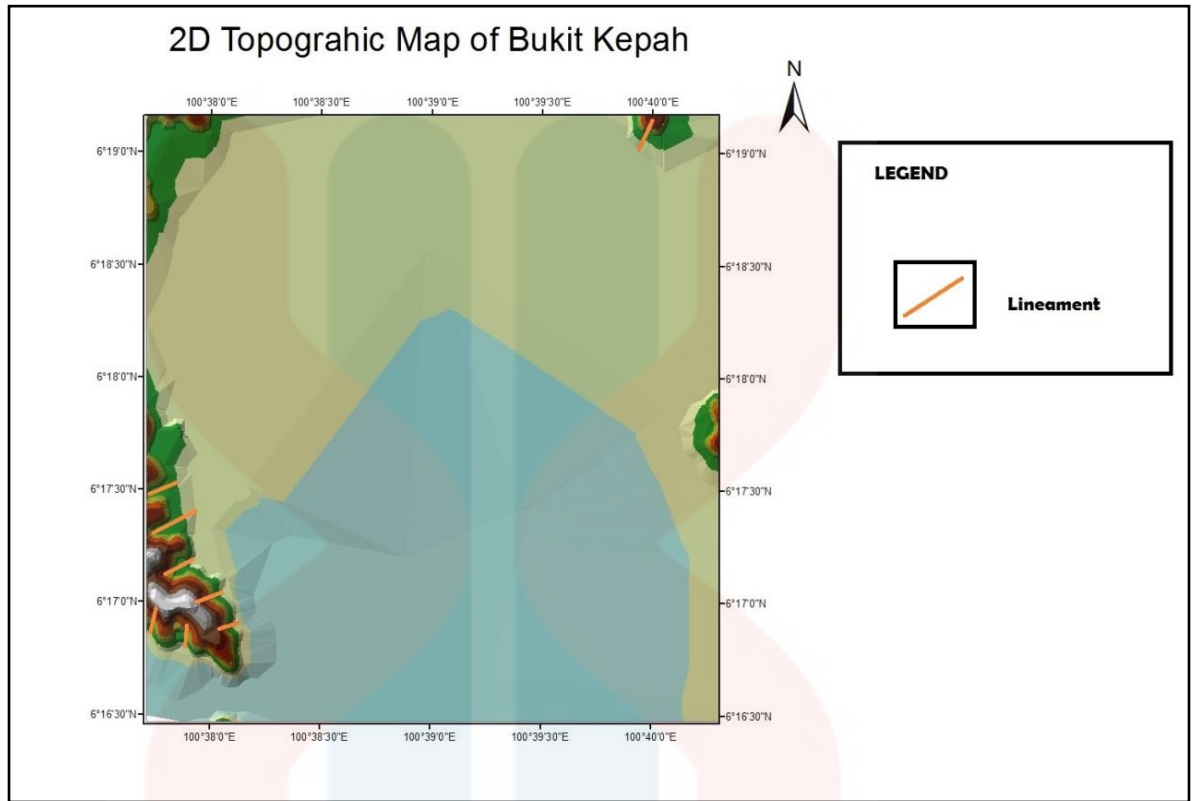 2D Topograhic Map of Bukit Kepah
N
100°38'0"E 100°38'30"E 100°39'0"E 100°39'30"E 100°40'0"E
6°19'0"N 6°19'0"N
LEGEND
6°18'30"N 6°18'30"N
Lineament
6°18'0"N 6°18'0"N
6°17'30"N 6°17'30"N
6°17'0"N 6°17'0"N
6°16'30"N 6°16'30"N
100°38'0"E 100°38'30"E 100°39'0"E 100°39'30"E 100°40'0"E